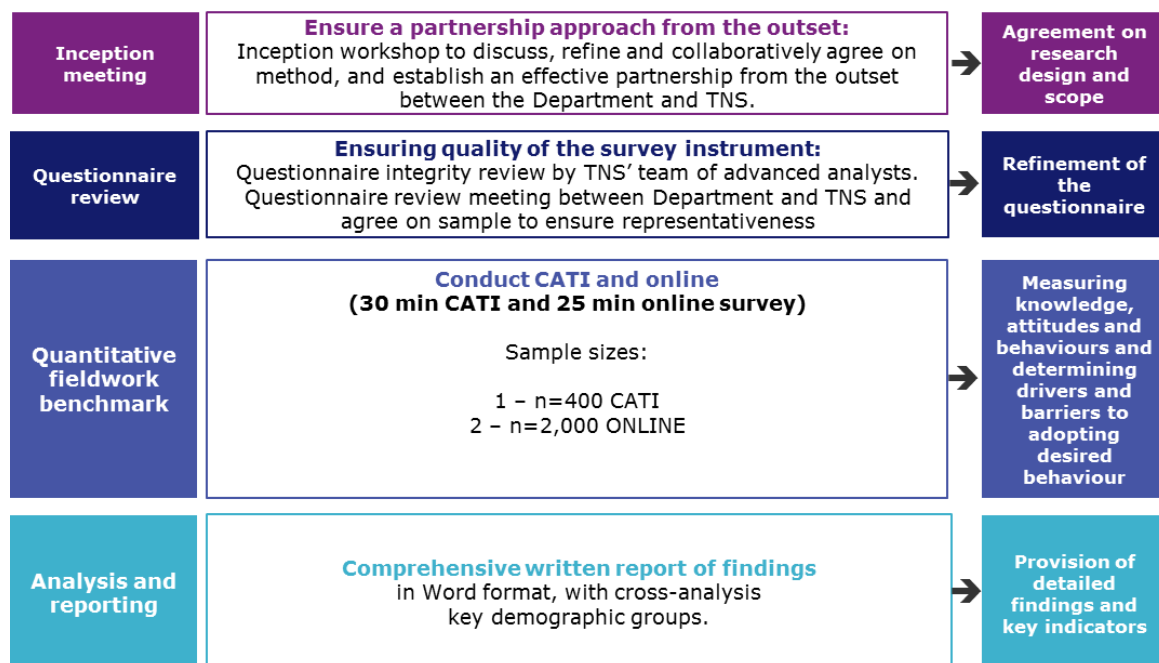 Inception
meeting
Ensure a partnership approach from the outset:
Inception workshop to discuss, refine and collaboratively agree on
method, and establish an effective partnership from the outset
between the Department and TNS.
Agreement on
research
design and
scope
Questionnaire
review
Ensuring quality of the survey instrument:
Questionnaire integrity review by TNS’ team of advanced analysts.
Questionnaire review meeting between Department and TNS and
agree on sample to ensure representativeness
Refinement of
the
questionnaire
Quantitative
fieldwork
benchmark
Conduct CATI and online
(30 min CATI and 25 min online survey)
Sample sizes:
1 – n=400 CATI
2 – n=2,000 ONLINE
Measuring
knowledge,
attitudes and
behaviours and
determining
drivers and
barriers to
adopting
desired
behaviour
Analysis and
reporting
Comprehensive written report of findings
in Word format, with cross-analysis
key demographic groups.
Provision of
detailed
findings and
key indicators